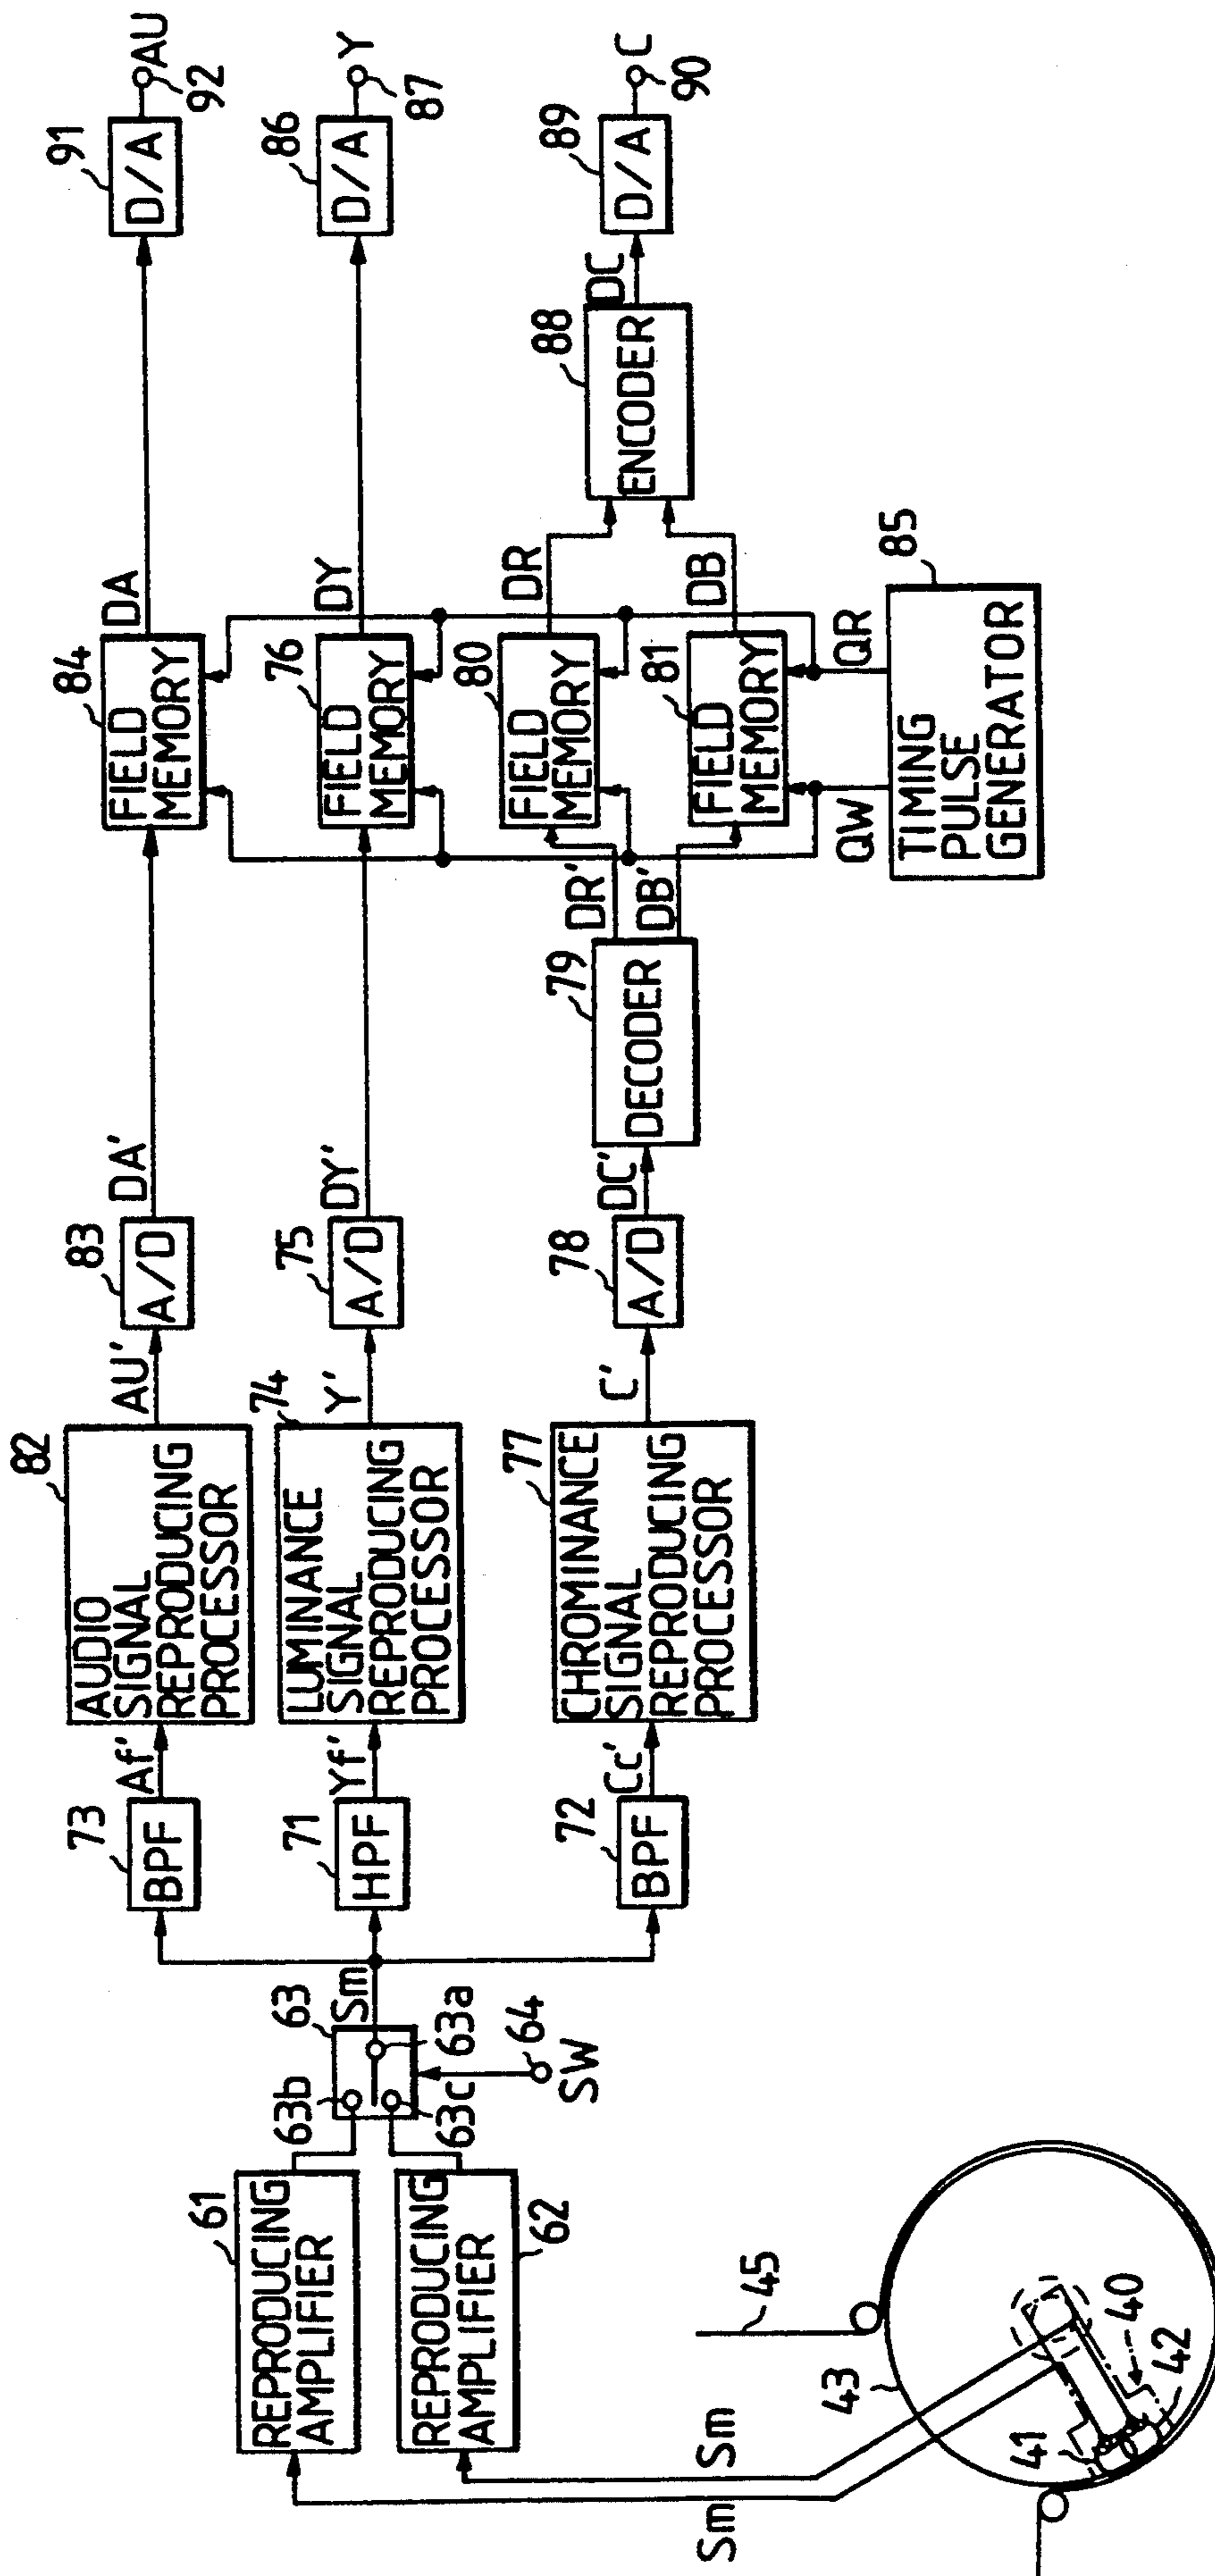 Sm
Sm
41
40
42
43
45
REPRODUCING
AMPLIFIER
61
REPRODUCING
AMPLIFIER
62
63b
63c
63
63a
Sm
64
SW
73
BPF
71
HPF
72
BPF
Af'
Yf'
Cc'
82
AUDIO
SIGNAL
REPRODUCING
PROCESSOR
74
LUMINANCE
SIGNAL
REPRODUCING
PROCESSOR
77
CHROMINANCE
SIGNAL
REPRODUCING
PROCESSOR
AU'
Y'
C'
83
A/D
75
A/D
78
A/D
DA'
DY'
DC'
79
DECODER
DR'
DB'
84
FIELD
MEMORY
76
FIELD
MEMORY
80
FIELD
MEMORY
81
FIELD
MEMORY
QW
QR
TIMING
PULSE
GENERATOR
85
DA
DY
DR
DB
88
ENCODER
DC
91
D/A
86
D/A
89
D/A
AU
92
Y
87
C
90